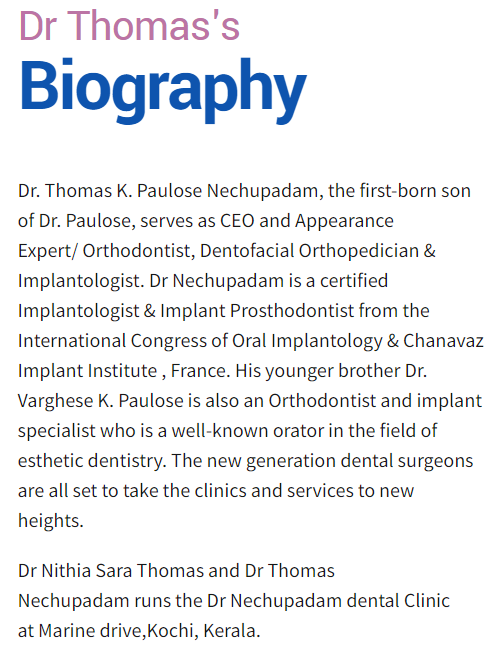 Dr Thomas's
Biography
Dr. Thomas K. Paulose Nechupadam, the first-born son
of Dr. Paulose, serves as CEO and Appearance
Expert/ Orthodontist, Dentofacial Orthopedician &
Implantologist. Dr Nechupadam is a certified
Implantologist & Implant Prosthodontist from the
International Congress of Oral Implantology & Chanavaz
Implant Institute , France. His younger brother Dr.
Varghese K. Paulose is also an Orthodontist and implant
specialist who is a well-known orator in the field of
esthetic dentistry. The new generation dental surgeons
are all set to take the clinics and services to new
heights.
Dr Nithia Sara Thomas and Dr Thomas
Nechupadam runs the Dr Nechupadam dental Clinic
at Marine drive,Kochi, Kerala.